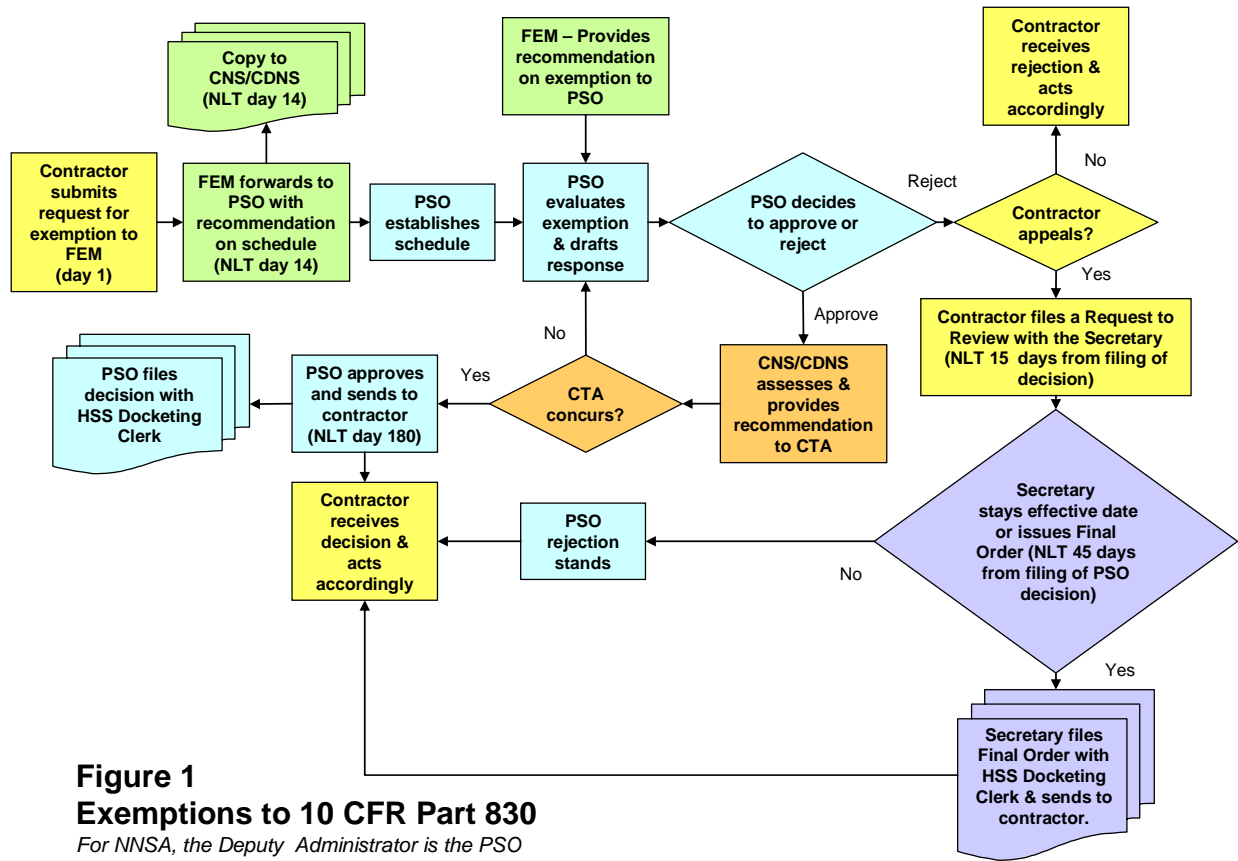 Copy to
CNS/CDNS
(NLT day 14)
FEM – Provides
recommendation
on exemption to
PSO
Contractor
receives
rejection &
acts
accordingly
No
Contractor
submits
request for
exemption to
FEM
(day 1)
FEM forwards to
PSO with
recommendation
on schedule
(NLT day 14)
PSO
establishes
schedule
PSO
evaluates
exemption
& drafts
response
PSO decides
to approve or
reject
Reject
Contractor
appeals?
Yes
Approve
No
Contractor files a Request to
Review with the Secretary
(NLT 15 days from filing of
decision)
PSO files
decision with
HSS Docketing
Clerk
PSO approves
and sends to
contractor
(NLT day 180)
Yes
CTA
concurs?
CNS/CDNS
assesses &
provides
recommendation
to CTA
Contractor
receives
decision &
acts
accordingly
PSO
rejection
stands
No
Secretary
stays effective date
or issues Final
Order (NLT 45 days
from filing of PSO
decision)
Yes
Secretary files
Final Order with
HSS Docketing
Clerk & sends to
contractor.
Figure 1
Exemptions to 10 CFR Part 830
For NNSA, the Deputy Administrator is the PSO